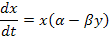 dx/dt = x(α − βy)